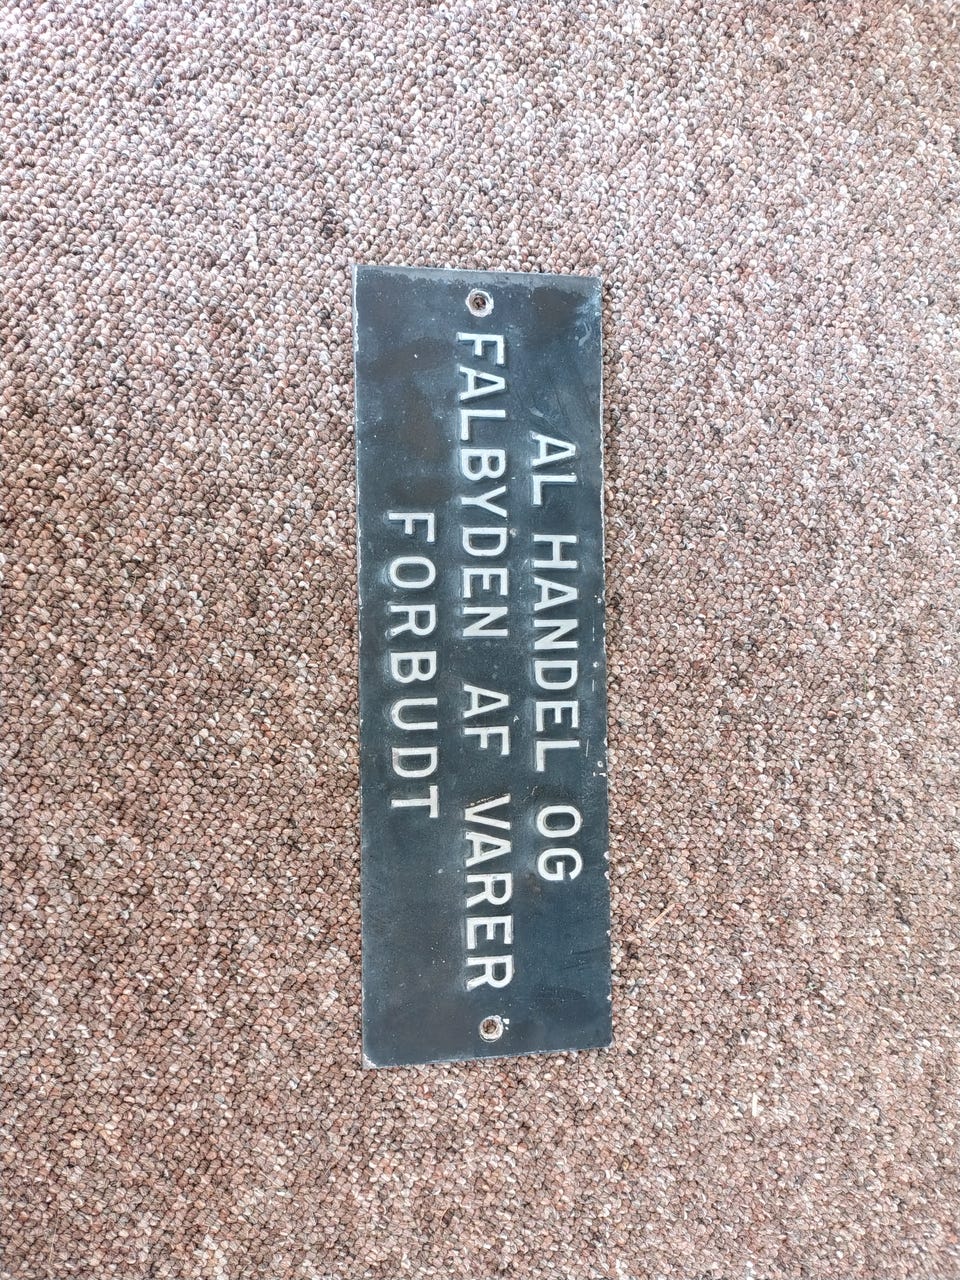 AL HANDEL OG
FALBYDEN AF VARER
FORBUDT